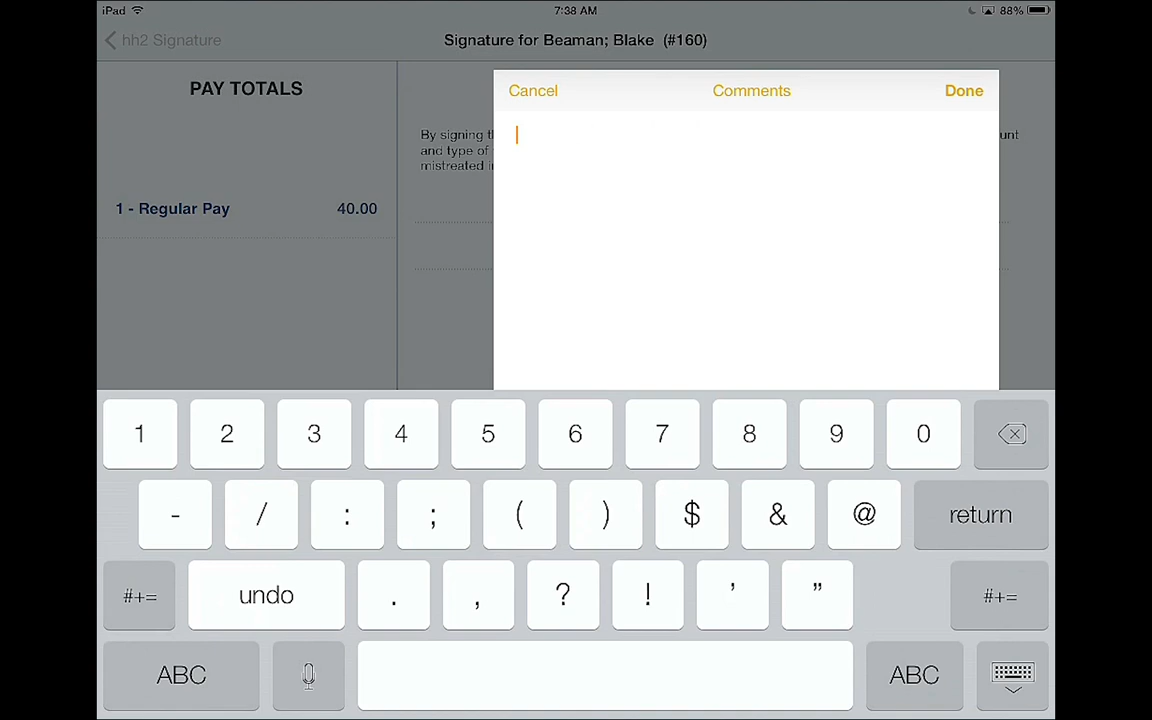 iPad 7:38 AM 88%
hh2 Signature Signature for Beaman; Blake (#160)
PAY TOTALS
1 - Regular Pay 40.00
By signing unt
and type of
mistreated
Cancel Comments Done
1 2 3 4 5 6 7 8 9 0
- / : ; ( ) $ & @ return
#+= undo . , ? ! ' " #+=
ABC ABC